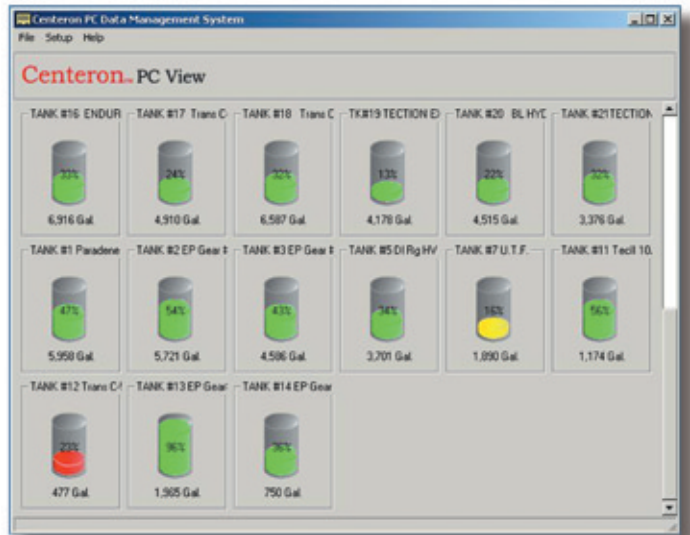 Centeron PC Data Management System
File Setup Help
Centeron™ PC View
TANK #16 ENDUR TANK #17 Trans C TANK #18 Trans C TK#19 TECTION E TANK #20 BL HYD TANK #21TECTION
33% 24% 32% 13% 22% 32%
6,916 Gal. 4,910 Gal. 6,587 Gal. 4,178 Gal. 4,515 Gal. 3,376 Gal.
TANK #1 Paradene TANK #2 EP Gear # TANK #3 EP Gear # TANK #5 DI Rg HV TANK #7 U.T.F. TANK #11 Tecll 10.
47% 54% 43% 34% 16% 56%
5,958 Gal. 5,721 Gal. 4,586 Gal. 3,701 Gal. 1,890 Gal. 1,174 Gal.
TANK #12 Trans C- TANK #13 EP Gear TANK #14 EP Gear
23% 96% 36%
477 Gal. 1,965 Gal. 750 Gal.